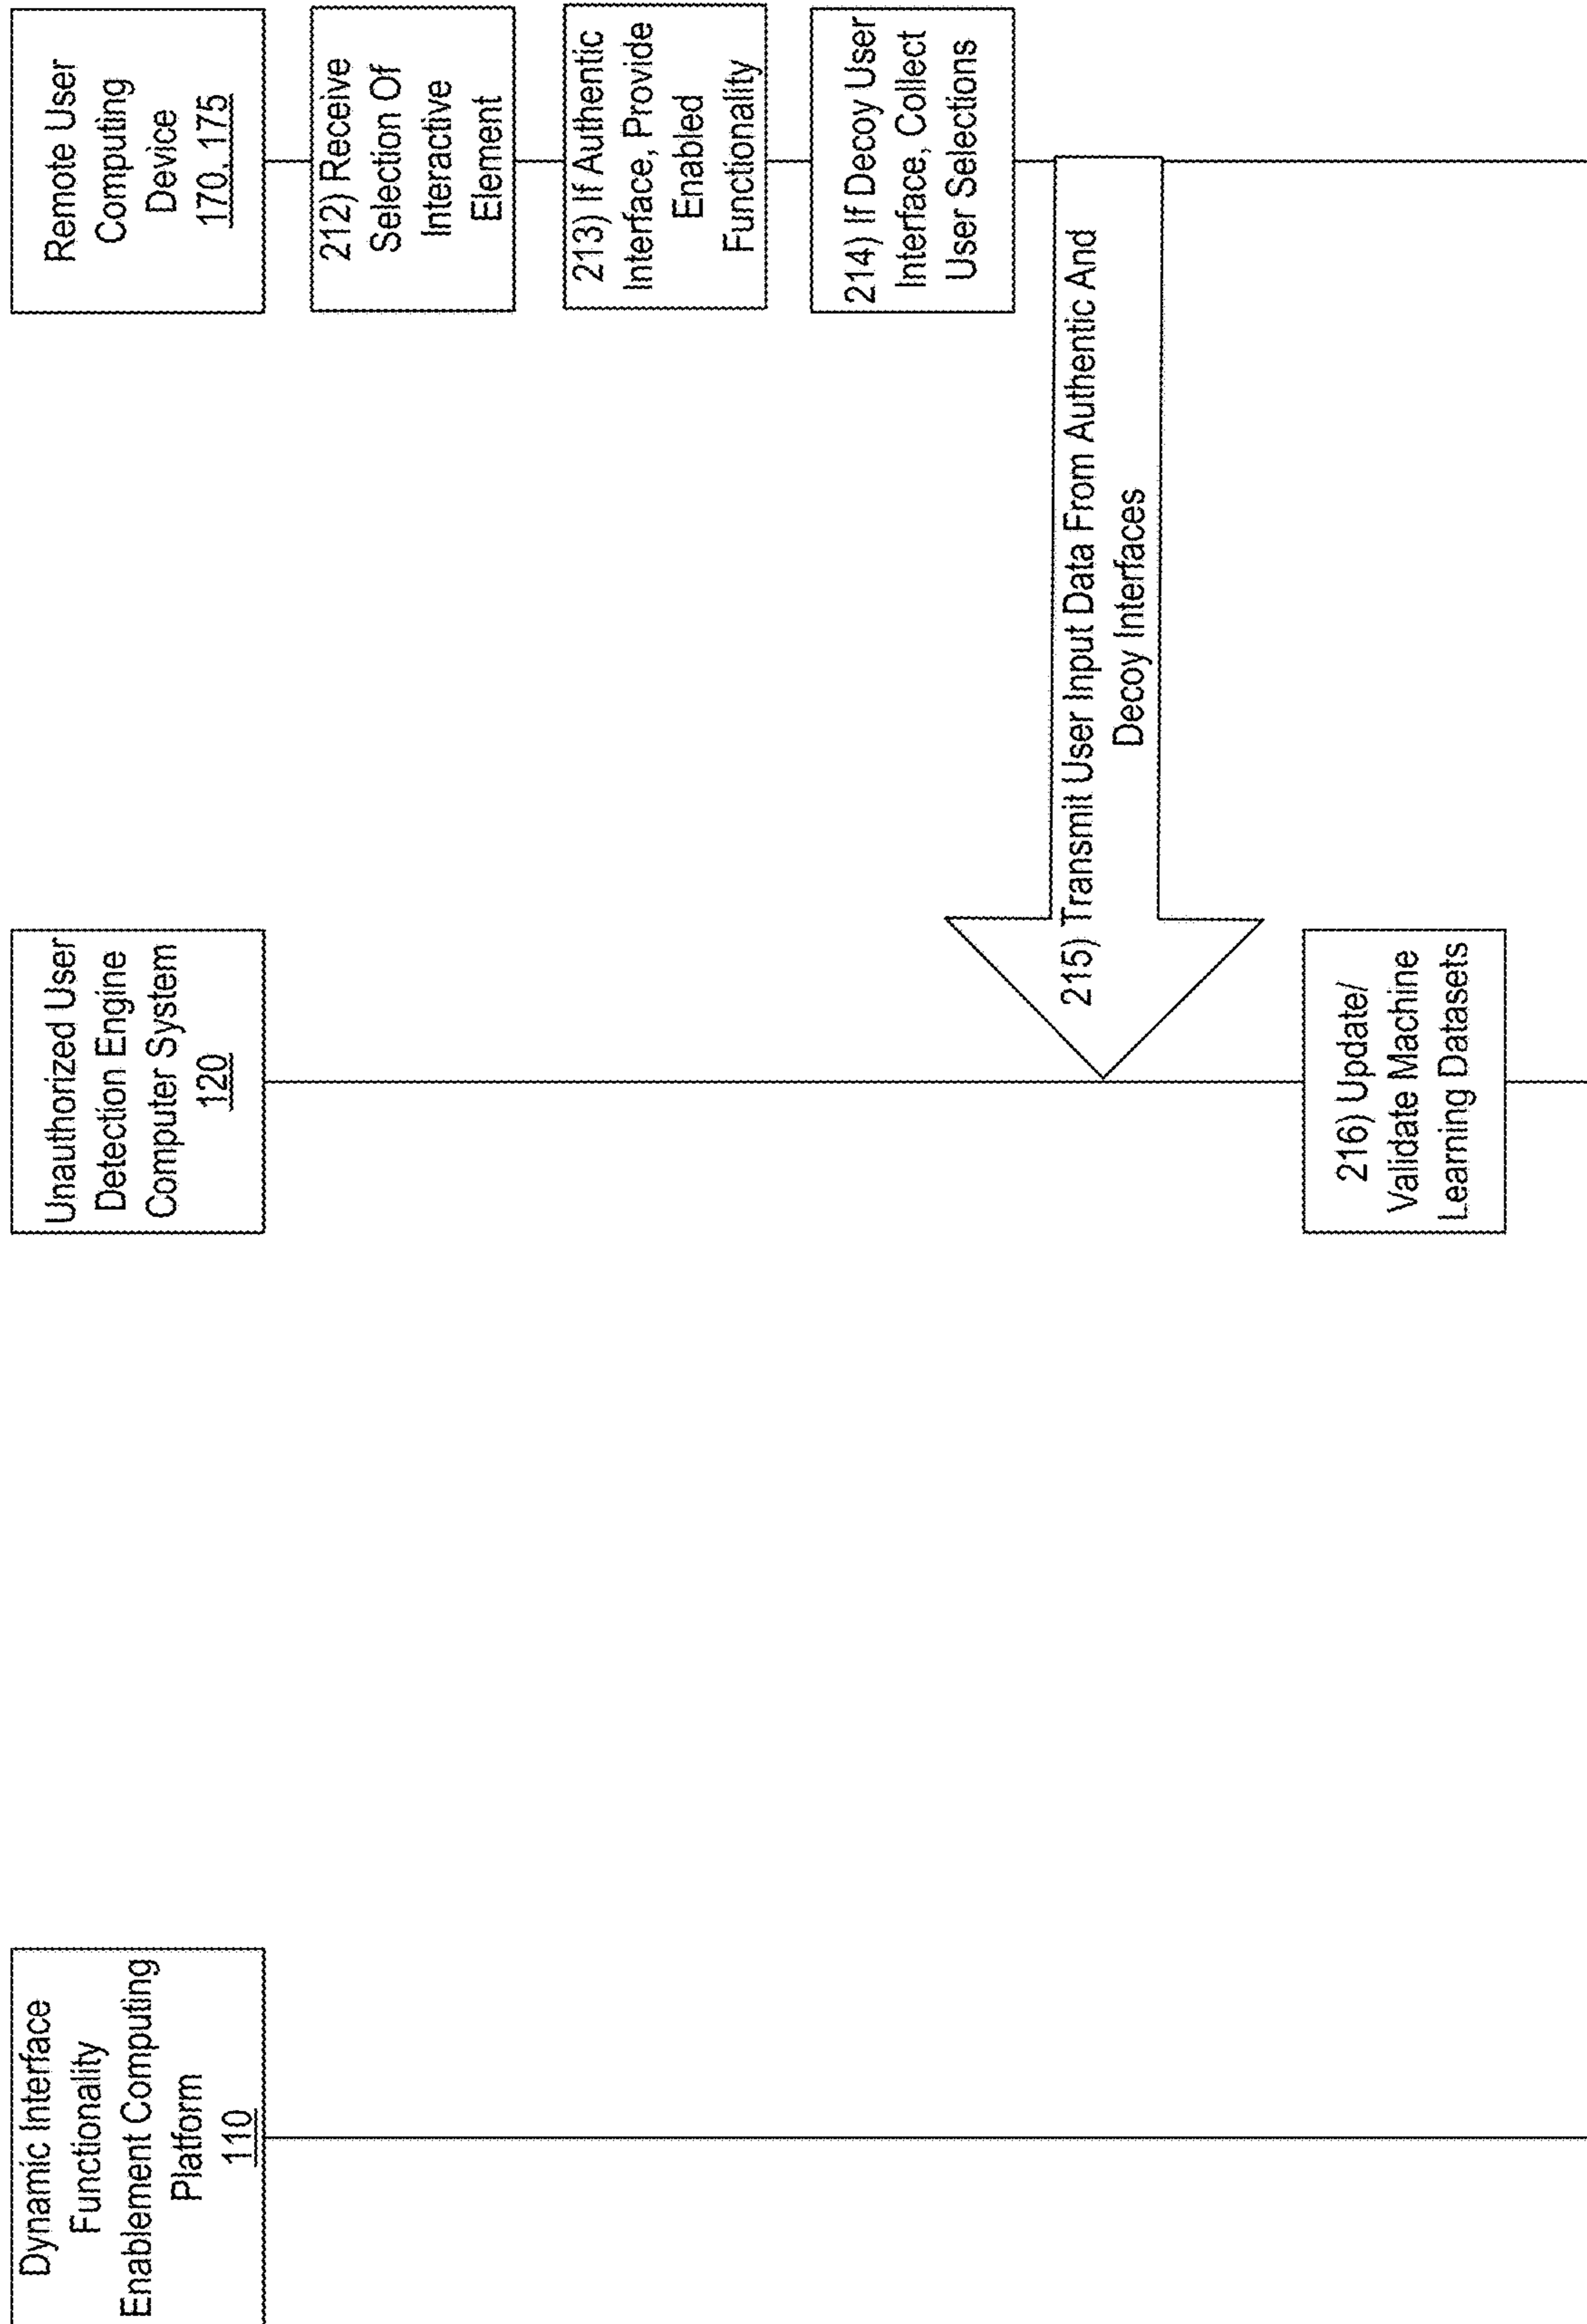 Dynamic Interface
Functionality
Enablement Computing
Platform
110
Unauthorized User
Detection Engine
Computer System
120
Remote User
Computing
Device
170, 175
212) Receive
Selection Of
Interactive
Element
213) If Authentic
Interface, Provide
Enabled
Functionality
214) If Decoy User
Interface, Collect
User Selections
215) Transmit User Input Data From Authentic And
Decoy Interfaces
216) Update/
Validate Machine
Learning Datasets